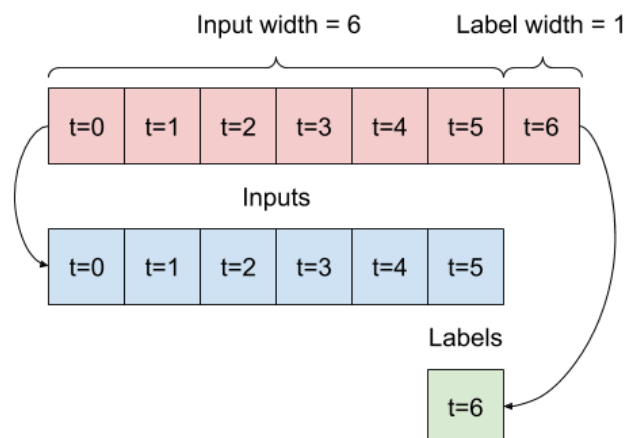 Input width = 6 Label width = 1
t=0 t=1 t=2 t=3 t=4 t=5 t=6
Inputs
t=0 t=1 t=2 t=3 t=4 t=5
Labels
t=6